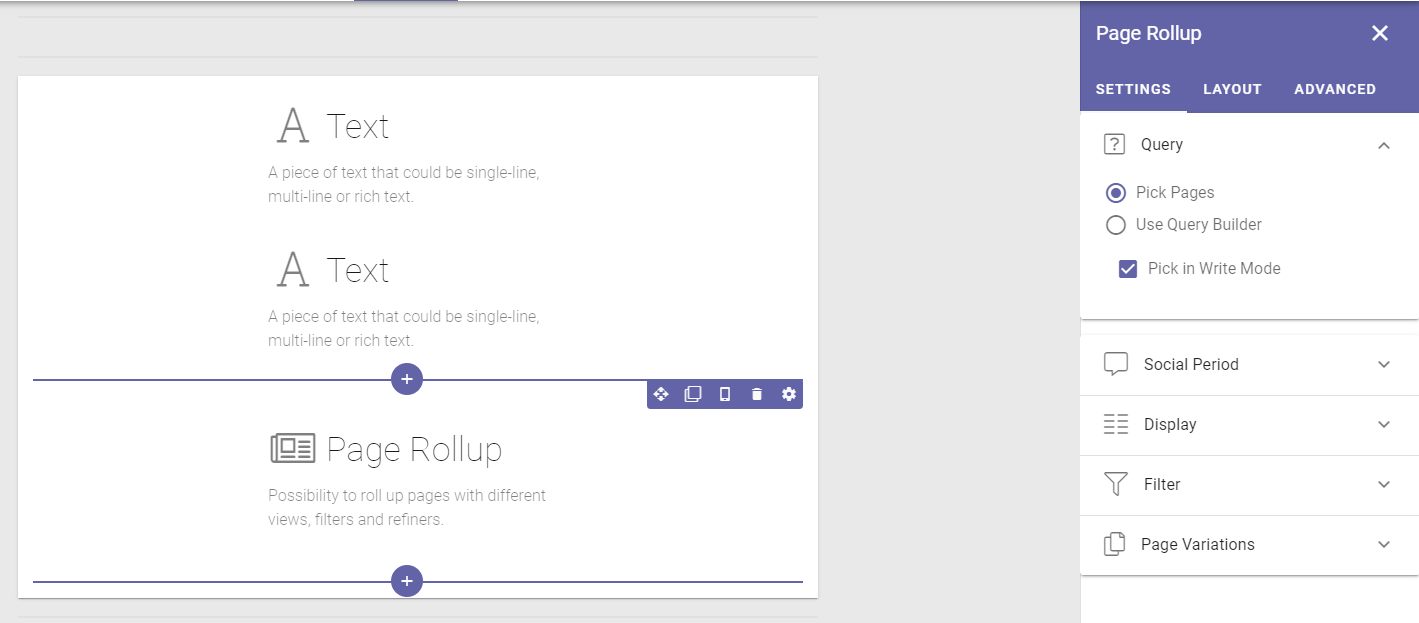 Text
A piece of text that could be single-line,
multi-line or rich text.
Text
A piece of text that could be single-line,
multi-line or rich text.
Page Rollup
Possibility to roll up pages with different
views, filters and refiners.
Page Rollup
SETTINGS LAYOUT ADVANCED
Query
Pick Pages
Use Query Builder
Pick in Write Mode
Social Period
Display
Filter
Page Variations